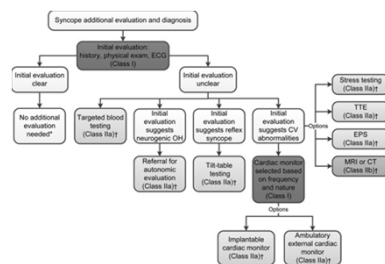 Syncope additional evaluation and diagnosis
Initial evaluation:
history, physical exam, ECG
(Class I)
Initial evaluation
clear
Initial evaluation
unclear
No additional
evaluation
needed*
Targeted blood
testing
(Class IIa)†
Initial
evaluation
suggests
neurogenic OH
Referral for
autonomic
evaluation
(Class IIa)†
Initial
evaluation
suggests reflex
syncope
Tilt-table
testing
(Class IIa)†
Initial
evaluation
suggests CV
abnormalities
Options
Stress testing
(Class IIa)†
TTE
(Class IIa)†
EPS
(Class IIa)†
MRI or CT
(Class IIb)†
Cardiac monitor
selected based
on frequency
and nature
(Class I)
Options
Implantable
cardiac monitor
(Class IIa)†
Ambulatory
external cardiac
monitor
(Class IIa)†